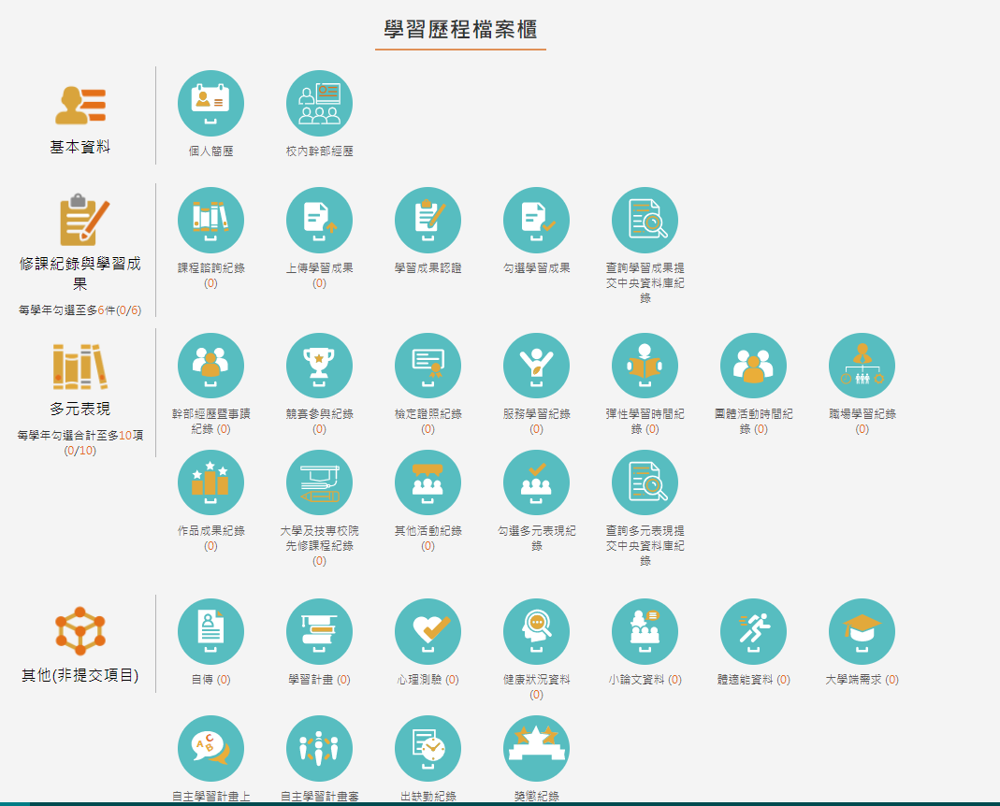 學習歷程檔案櫃
基本資料
個人簡歷
校內幹部經歷
修課紀錄與學習成
果
每學年勾選至多6件(0/6)
課程諮詢紀錄
(0)
上傳學習成果
(0)
學習成果認證
勾選學習成果
查詢學習成果提
交中央資料庫紀
錄
多元表現
每學年勾選合計至多10項
(0/10)
幹部經歷暨事蹟
紀錄 (0)
競賽參與紀錄
(0)
檢定證照紀錄
(0)
服務學習紀錄
(0)
彈性學習時間紀
錄 (0)
團體活動時間紀
錄 (0)
職場學習紀錄
(0)
作品成果紀錄
(0)
大學及技專校院
先修課程紀錄
(0)
其他活動紀錄
(0)
勾選多元表現紀
錄
查詢多元表現提
交中央資料庫紀
錄
其他(非提交項目)
自傳 (0)
學習計畫 (0)
心理測驗 (0)
健康狀況資料
(0)
小論文資料 (0)
體適能資料 (0)
大學端需求 (0)
A C
B
自主學習計畫上
自主學習計畫審
出缺勤紀錄
獎懲紀錄